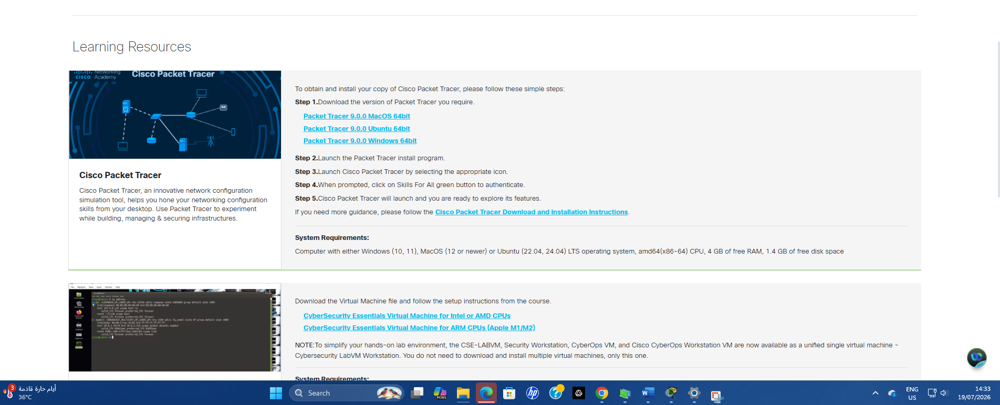 Learning Resources
Networking
CISCO Academy
Cisco Packet Tracer
Cisco Packet Tracer
Cisco Packet Tracer, an innovative network configuration
simulation tool, helps you hone your networking configuration
skills from your desktop. Use Packet Tracer to experiment
while building, managing & securing infrastructures.
To obtain and install your copy of Cisco Packet Tracer, please follow these simple steps:
Step 1.Download the version of Packet Tracer you require.
Packet Tracer 9.0.0 MacOS 64bit
Packet Tracer 9.0.0 Ubuntu 64bit
Packet Tracer 9.0.0 Windows 64bit
Step 2.Launch the Packet Tracer install program.
Step 3.Launch Cisco Packet Tracer by selecting the appropriate icon.
Step 4.When prompted, click on Skills For All green button to authenticate.
Step 5.Cisco Packet Tracer will launch and you are ready to explore its features.
If you need more guidance, please follow the Cisco Packet Tracer Download and Installation Instructions.
System Requirements:
Computer with either Windows (10, 11), MacOS (12 or newer) or Ubuntu (22.04, 24.04) LTS operating system, amd64(x86-64) CPU, 4 GB of free RAM, 1.4 GB of free disk space
Download the Virtual Machine file and follow the setup instructions from the course.
CyberSecurity Essentials Virtual Machine for Intel or AMD CPUs
CyberSecurity Essentials Virtual Machine for ARM CPUs (Apple M1/M2)
NOTE:To simplify your hands-on lab environment, the CSE-LABVM, Security Workstation, CyberOps VM, and Cisco CyberOps Workstation VM are now available as a unified single virtual machine -
Cybersecurity LabVM Workstation. You do not need to download and install multiple virtual machines, only this one.
System Requirements:
3
أيام حارة قادمة
36°C
Search
M365
hp
W
ENG
US
14:33
19/07/2026